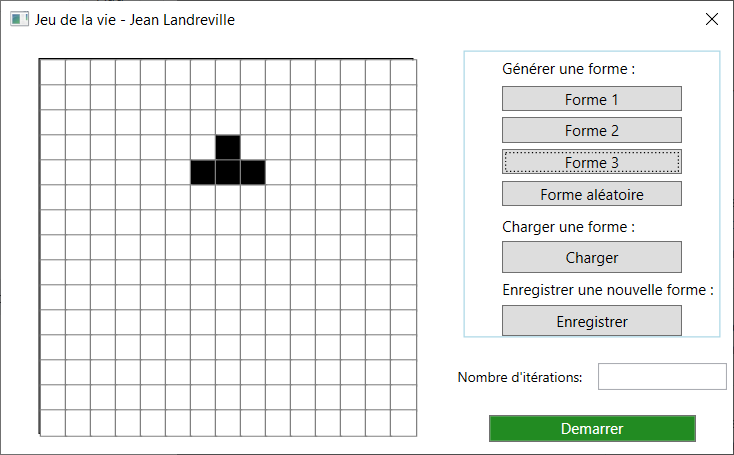 Jeu de la vie - Jean Landreville
Générer une forme :
Forme 1
Forme 2
Forme 3
Forme aléatoire
Charger une forme :
Charger
Enregistrer une nouvelle forme :
Enregistrer
Nombre d'itérations:
Demarrer